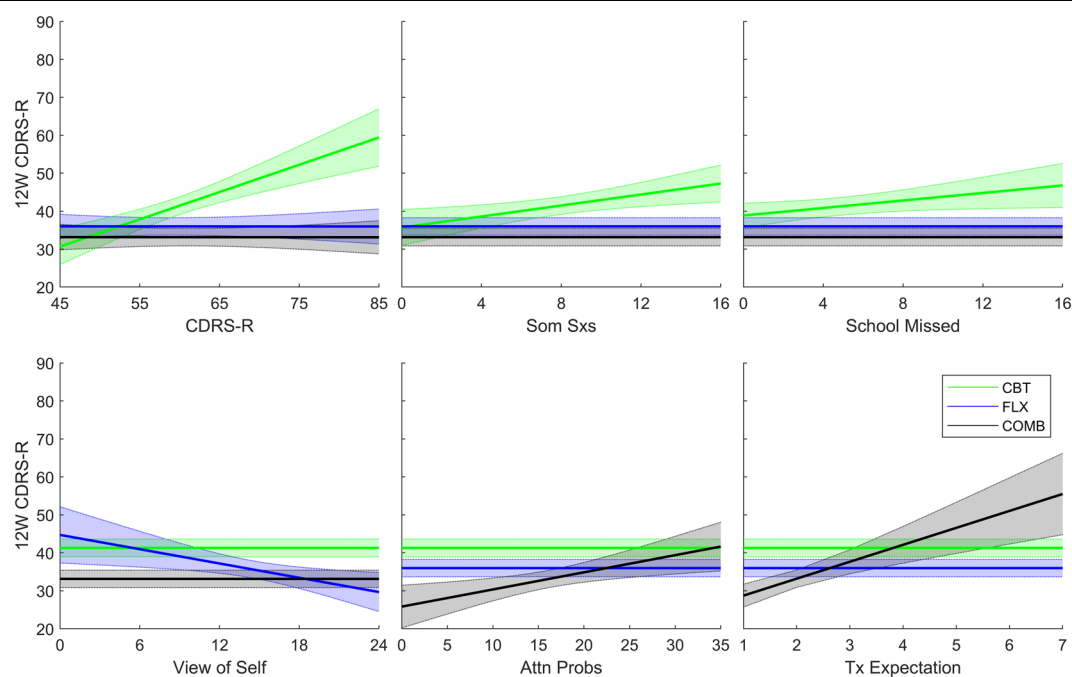 90
80
70
60
50
40
30
20
12W CDRS-R
45 55 65 75 85
CDRS-R
0 4 8 12 16
Som Sxs
0 4 8 12 16
School Missed
90
80
70
60
50
40
30
20
12W CDRS-R
CBT
FLX
COMB
0 6 12 18 24
View of Self
0 5 10 15 20 25 30 35
Attn Probs
1 2 3 4 5 6 7
Tx Expectation